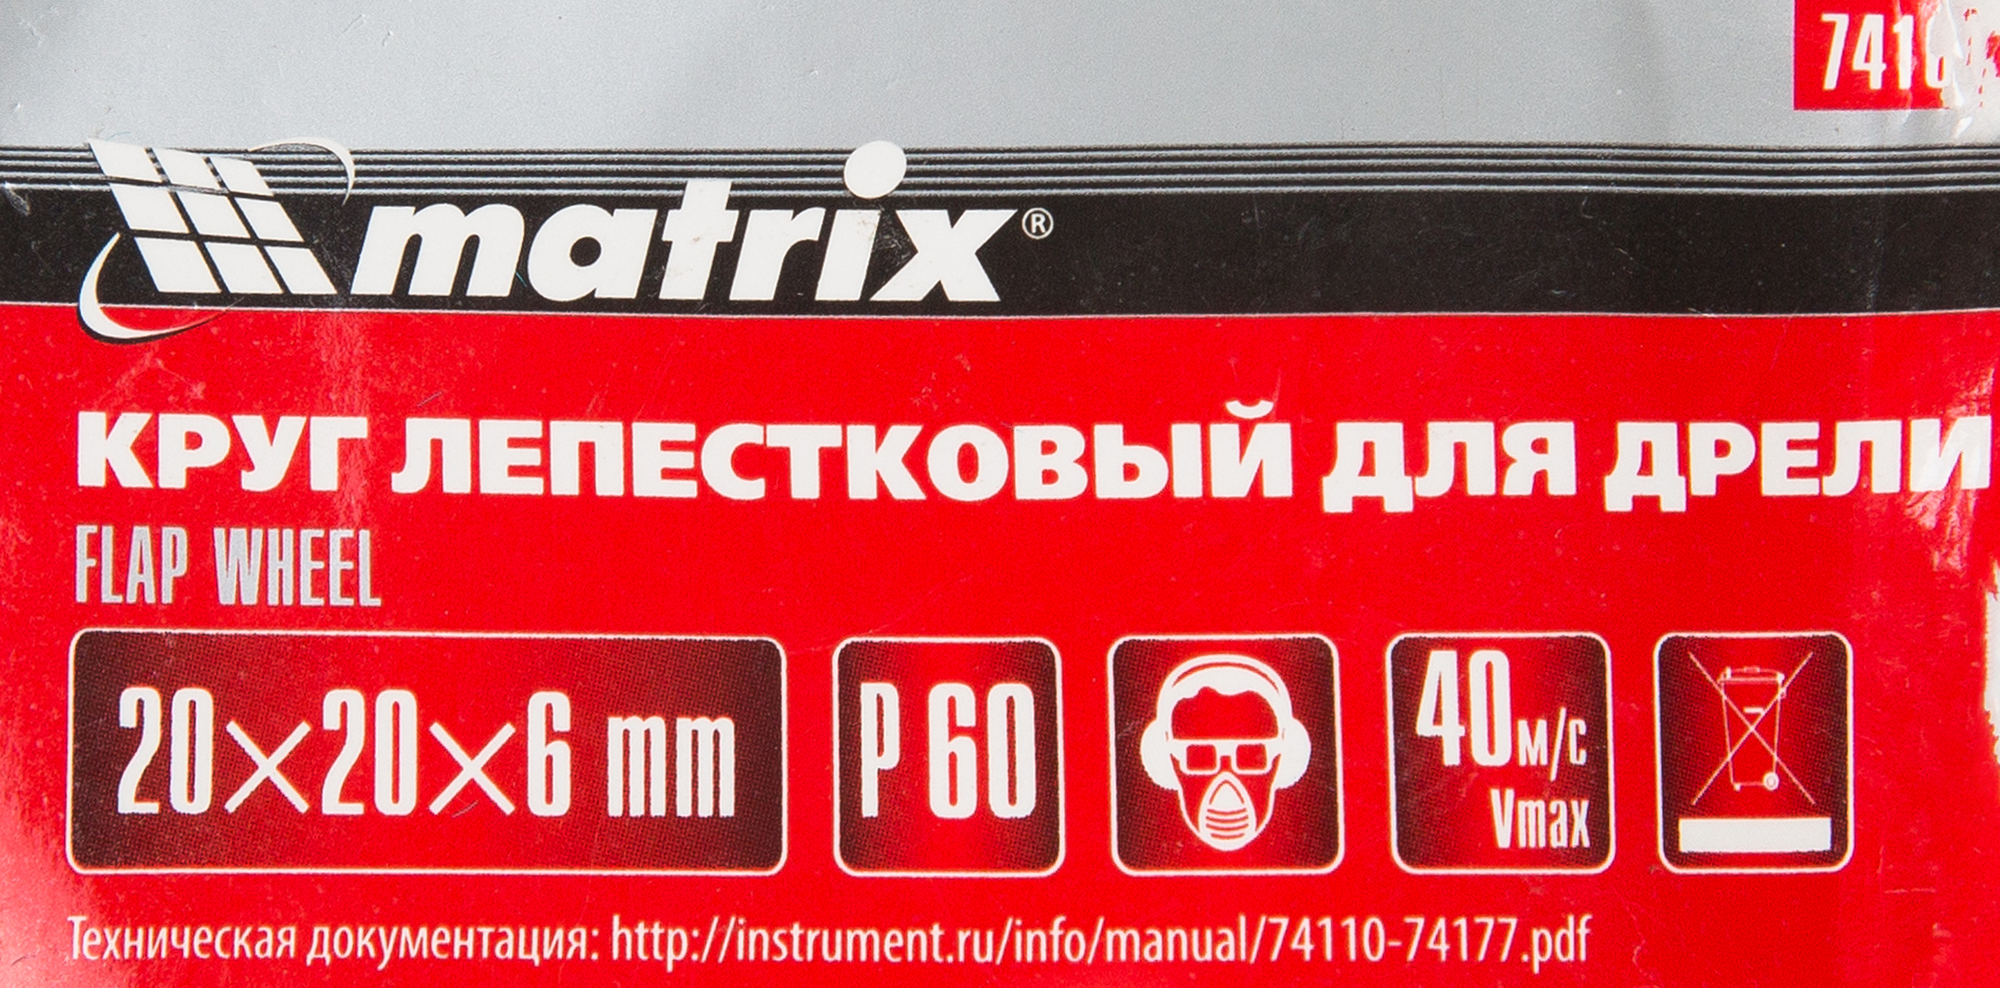 matrix®
КРУГ ЛЕПЕСТКОВЫЙ ДЛЯ ДРЕЛИ
FLAP WHEEL
20×20×6 mm
P 60
40 м/с
Vmax
Техническая документация: http://instrument.ru/info/manual/74110-74177.pdf